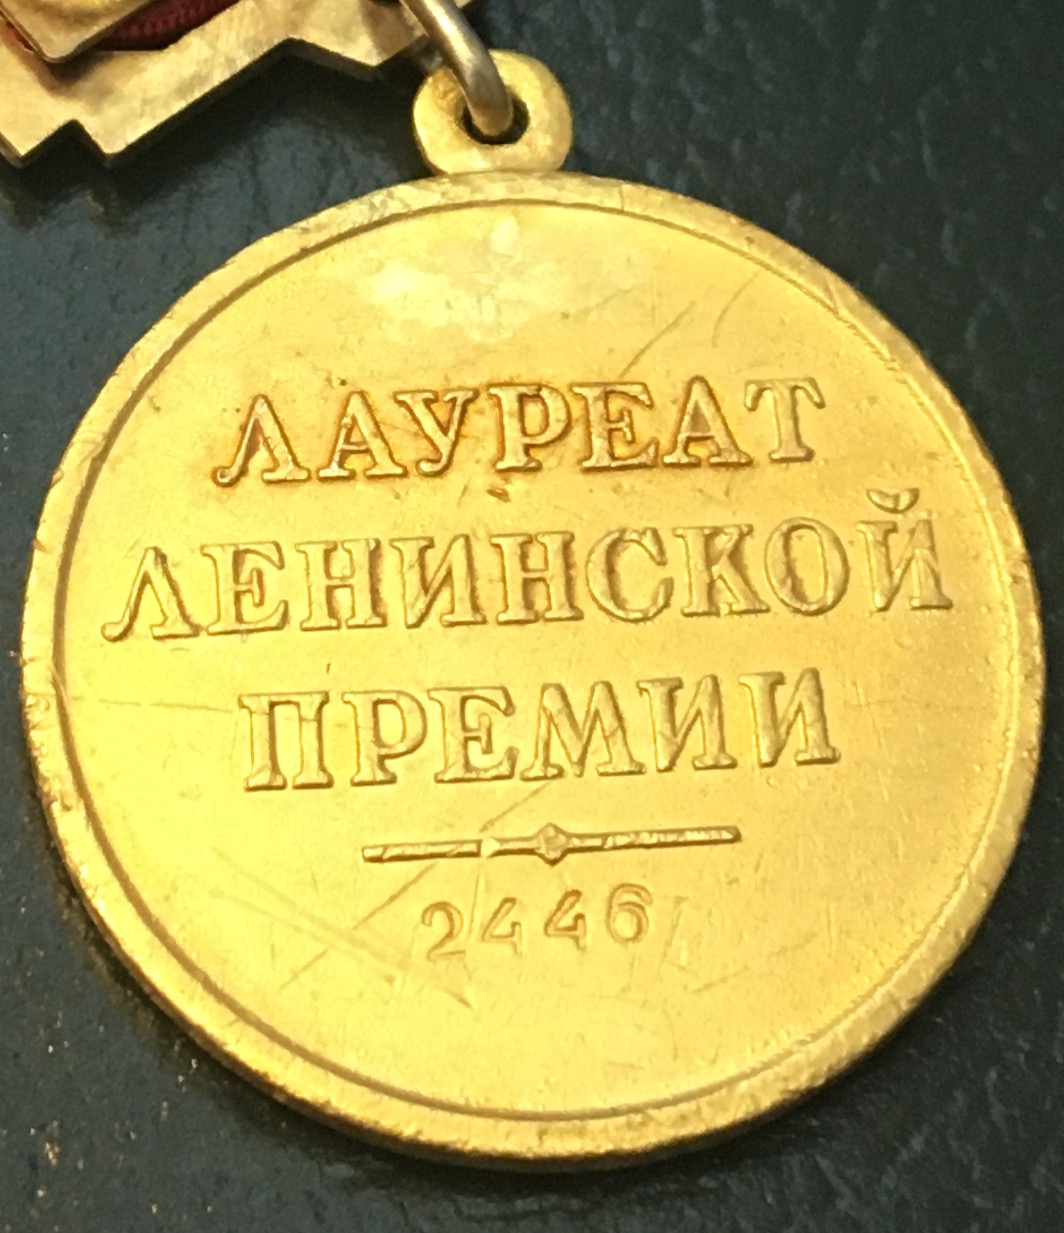 ЛАУРЕАТ
ЛЕНИНСКОЙ
ПРЕМИИ
2446